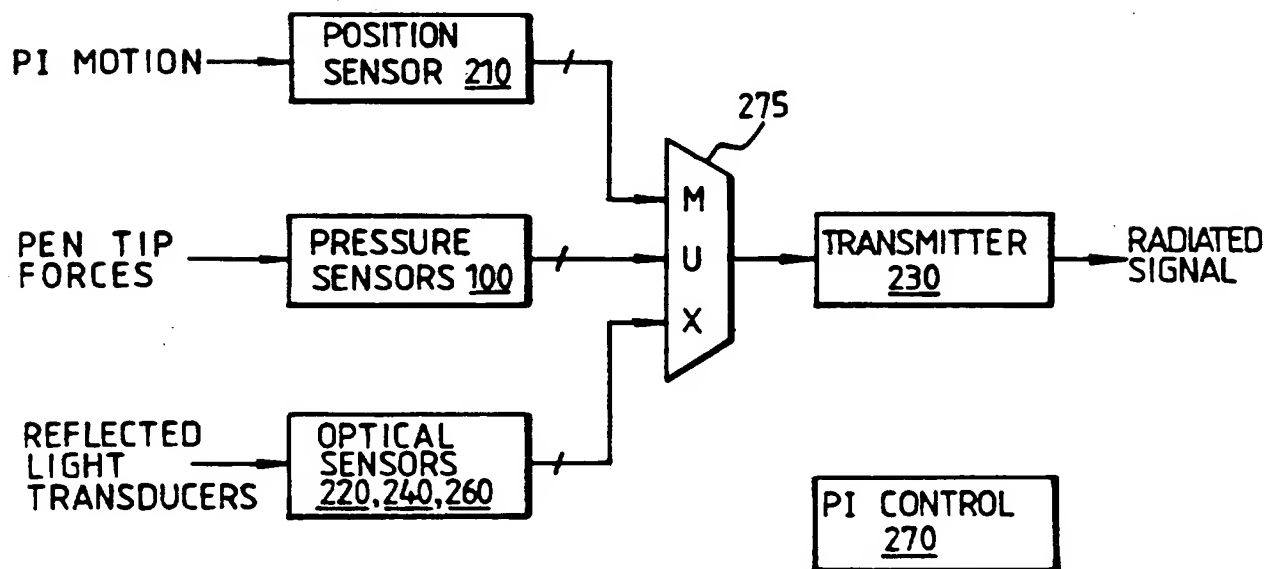 PI MOTION
POSITION
SENSOR 210
275
PEN TIP
FORCES
PRESSURE
SENSORS 100
M
U
X
TRANSMITTER
230
RADIATED
SIGNAL
REFLECTED
LIGHT
TRANSDUCERS
OPTICAL
SENSORS
220, 240, 260
PI CONTROL
270